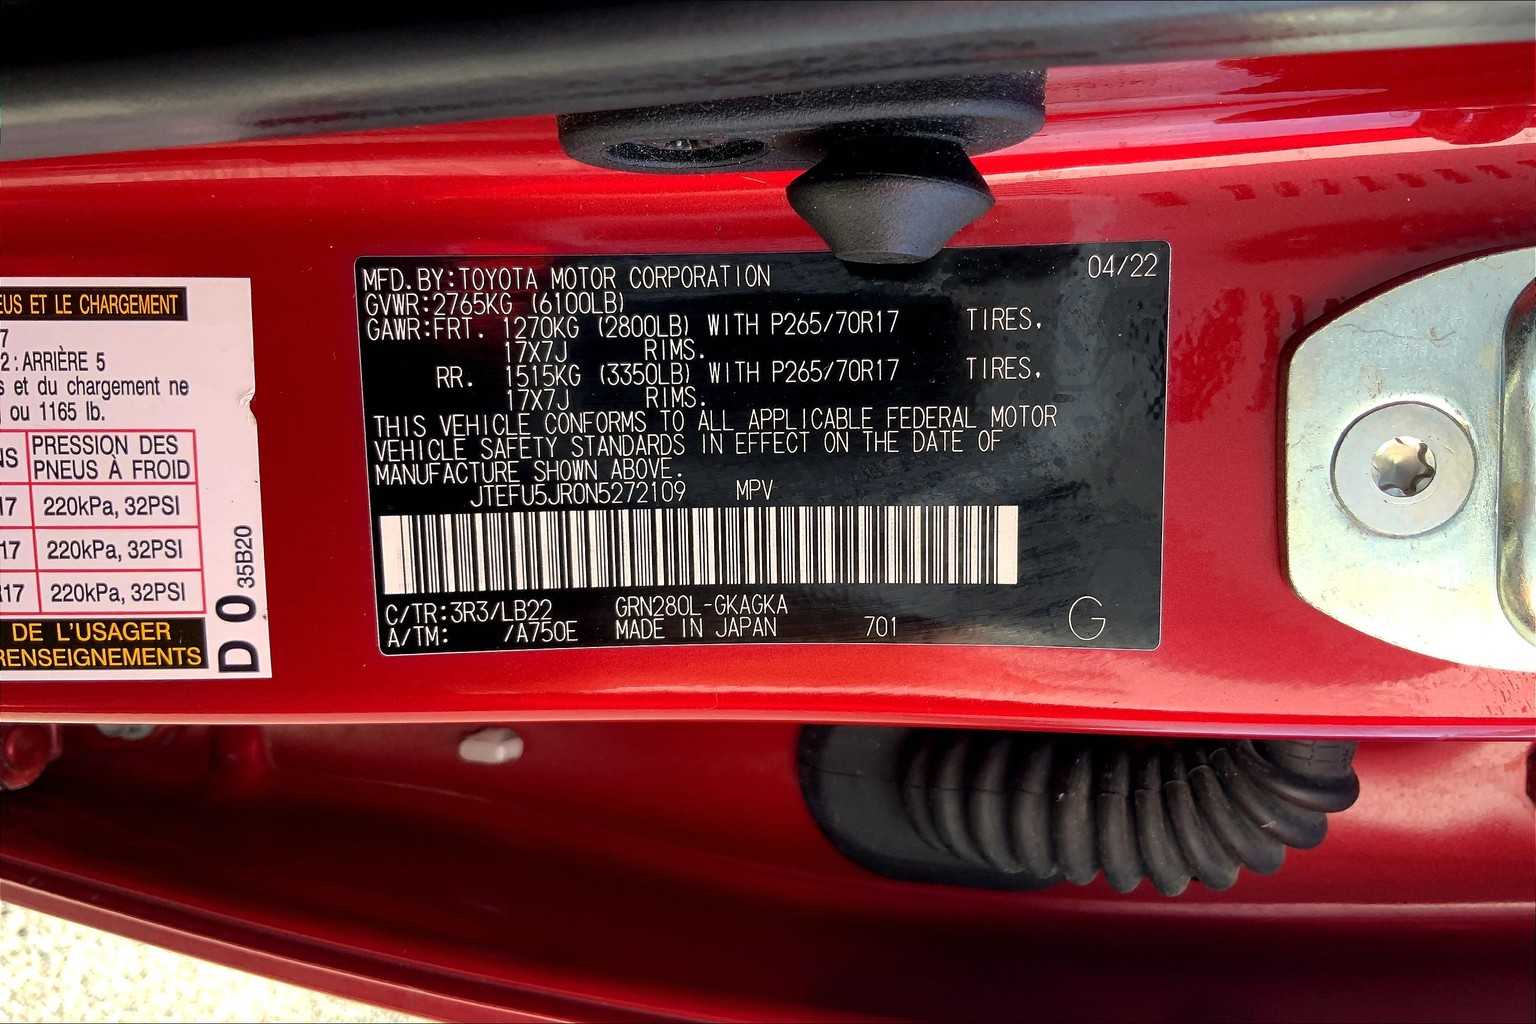 MFD.BY:TOYOTA MOTOR CORPORATION 04/22
GVWR:2765KG (6100LB)
GAWR:FRT. 1270KG (2800LB) WITH P265/70R17 TIRES.
17X7J RIMS.
RR. 1515KG (3350LB) WITH P265/70R17 TIRES.
17X7J RIMS.
THIS VEHICLE CONFORMS TO ALL APPLICABLE FEDERAL MOTOR
VEHICLE SAFETY STANDARDS IN EFFECT ON THE DATE OF
MANUFACTURE SHOWN ABOVE.
JTEFU5JR0N5272109 MPV
C/TR:3R3/LB22 GRN280L-GKAGKA
A/TM: /A750E MADE IN JAPAN 701 G
ET LE CHARGEMENT
7
2 : ARRIÈRE 5
et du chargement ne
ou 1165 lb.
PRESSION DES
PNEUS À FROID
17 220kPa, 32PSI
17 220kPa, 32PSI
17 220kPa, 32PSI
DE L'USAGER
RENSEIGNEMENTS
D 0 35B20